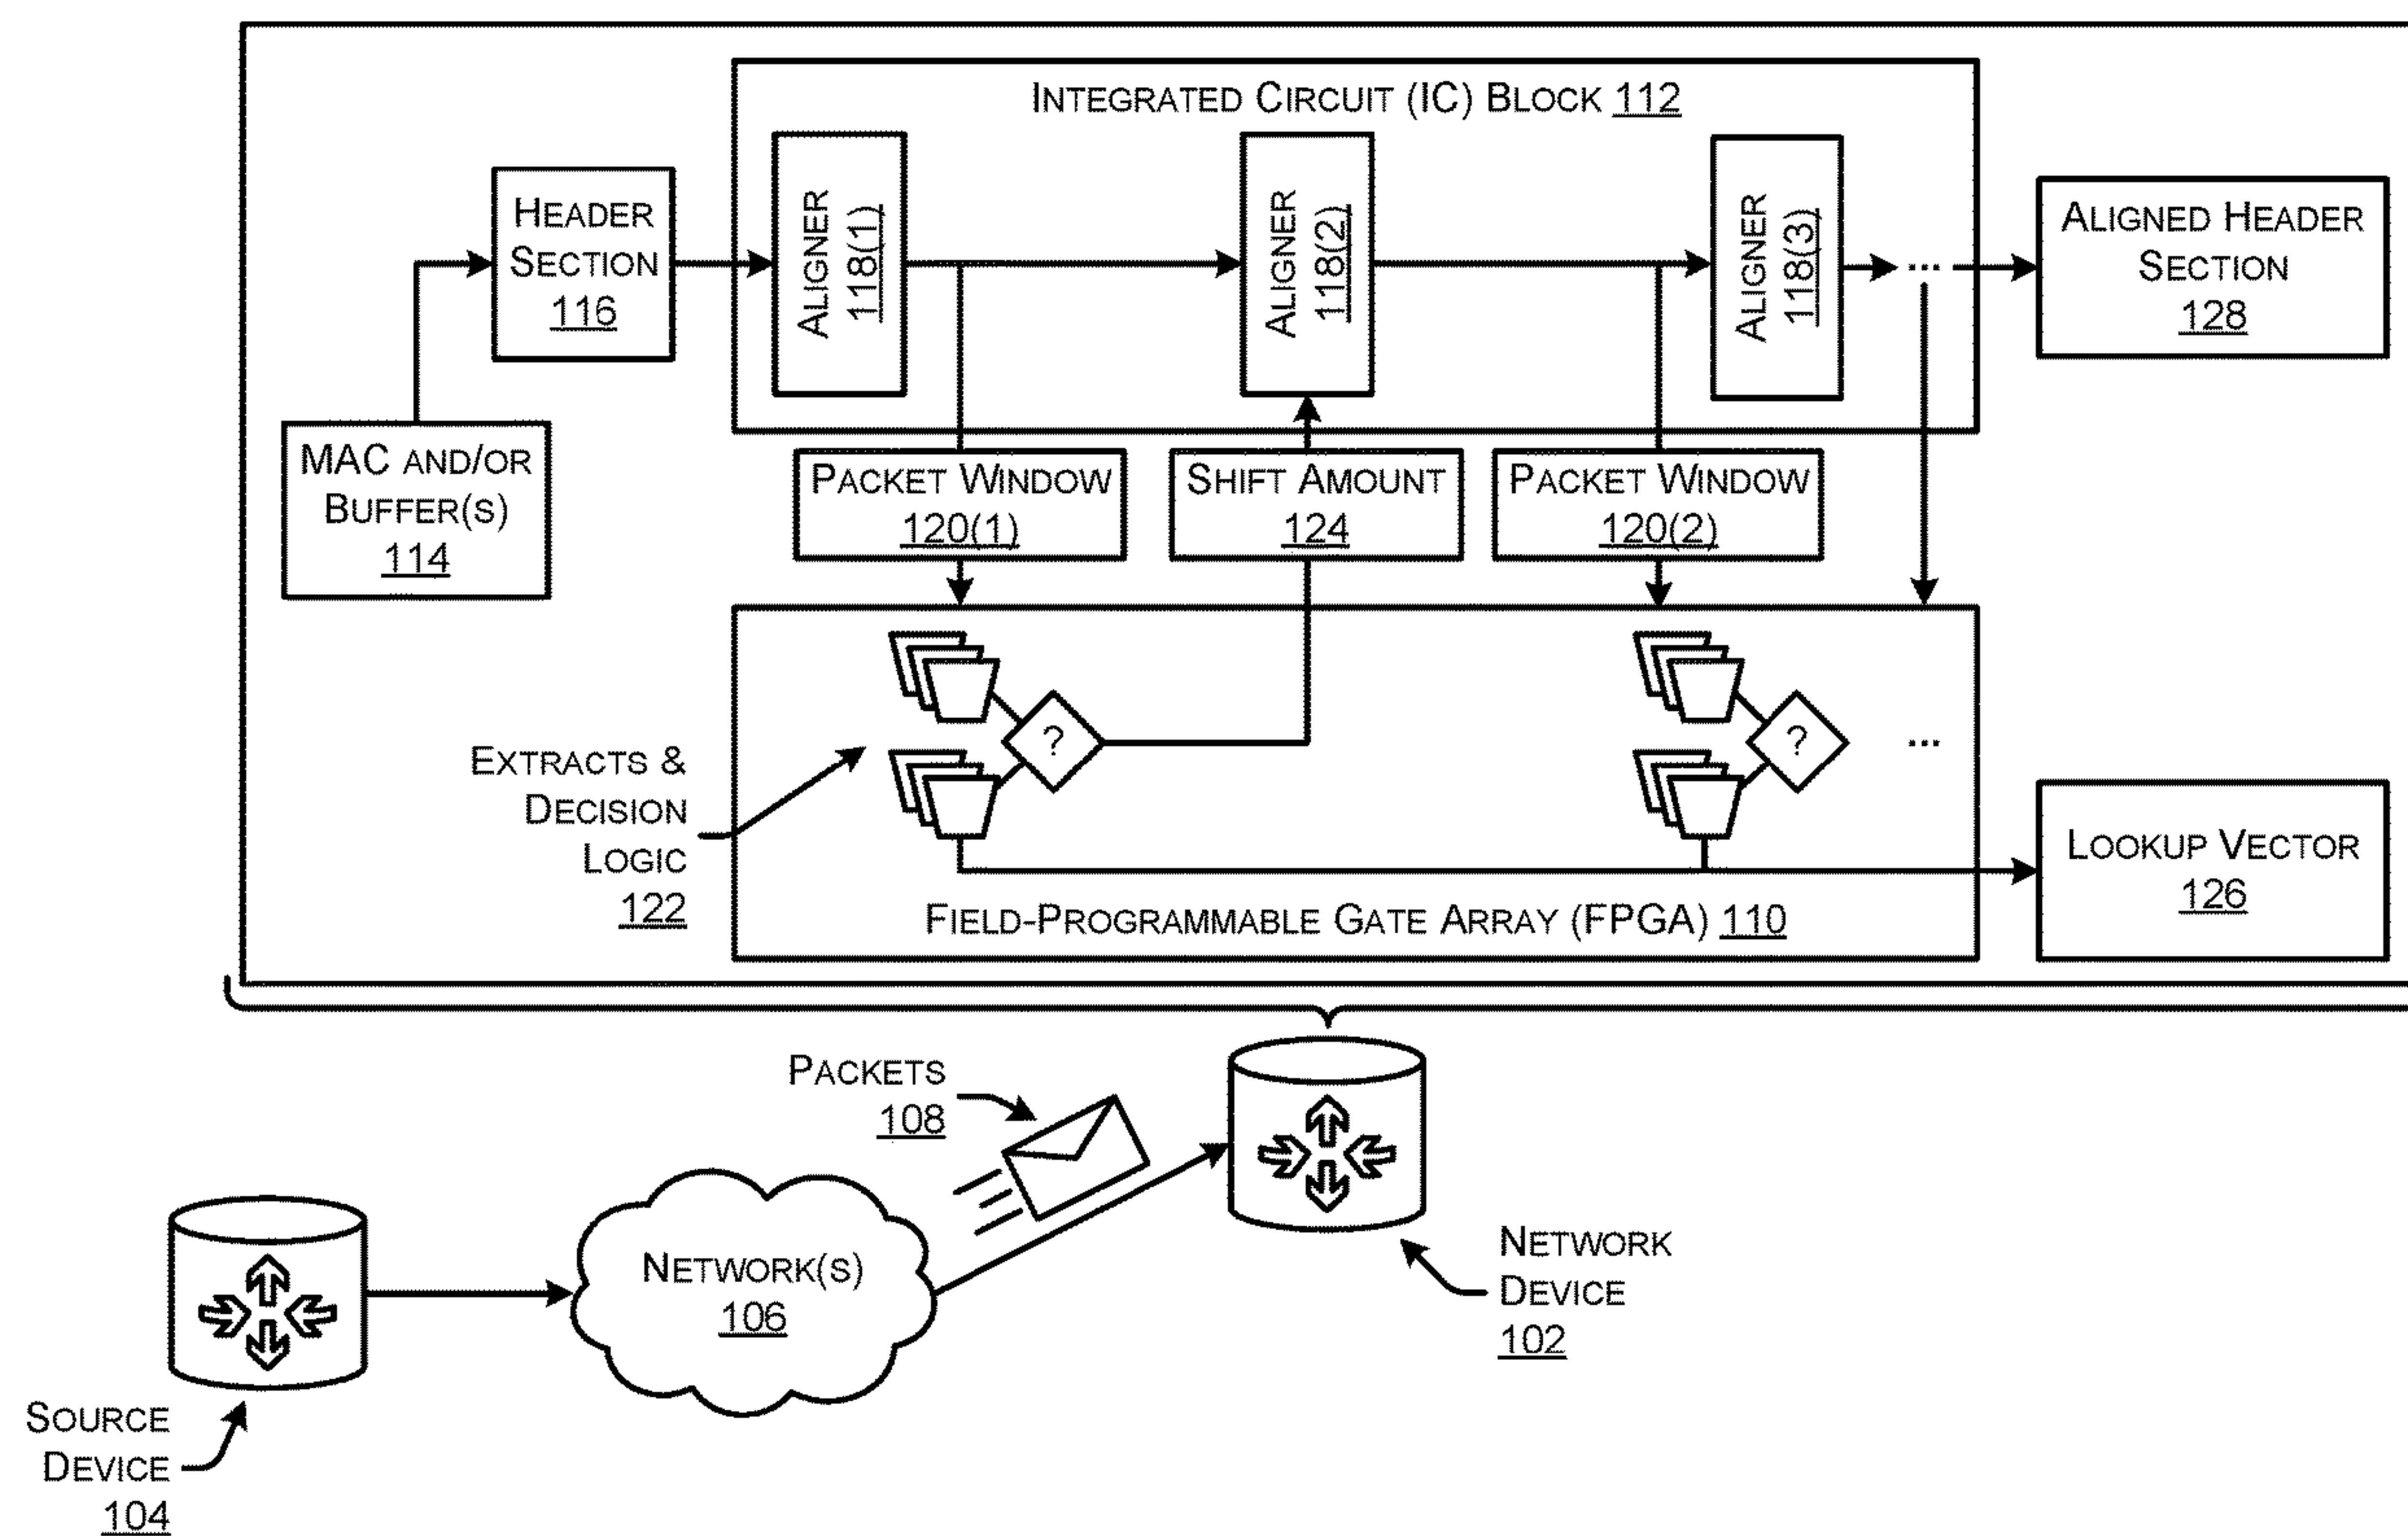 INTEGRATED CIRCUIT (IC) BLOCK 112
HEADER
SECTION
116
ALIGNER
118(1)
ALIGNER
118(2)
ALIGNER
118(3)
...
ALIGNED HEADER
SECTION
128
MAC AND/OR
BUFFER(S)
114
PACKET WINDOW
120(1)
SHIFT AMOUNT
124
PACKET WINDOW
120(2)
?
?
...
EXTRACTS &
DECISION
LOGIC
122
LOOKUP VECTOR
126
FIELD-PROGRAMMABLE GATE ARRAY (FPGA) 110
PACKETS
108
NETWORK(S)
106
NETWORK
DEVICE
102
SOURCE
DEVICE
104